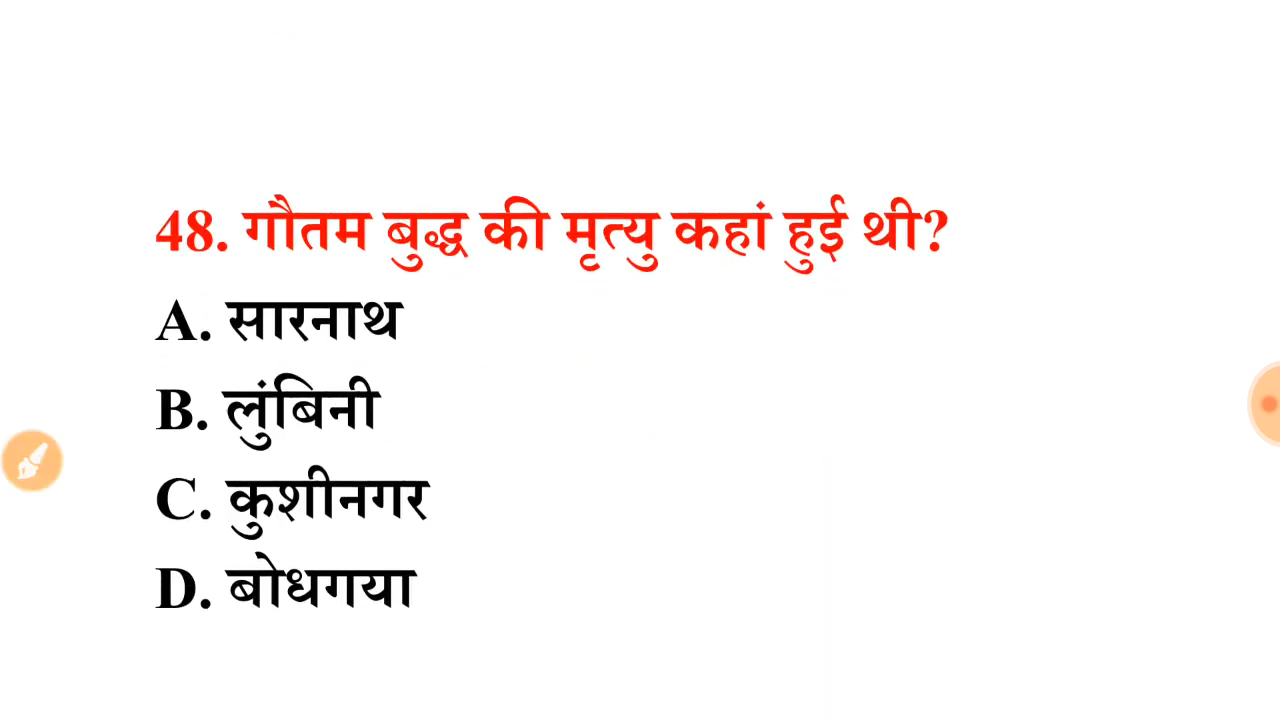 48. गौतम बुद्ध की मृत्यु कहां हुई थी?
A. सारनाथ
B. लुंबिनी
C. कुशीनगर
D. बोधगया